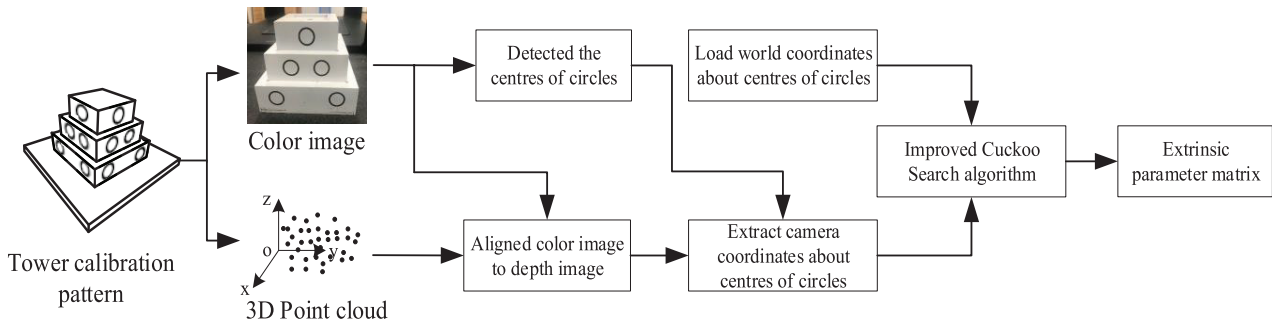 Tower calibration
pattern
Color image
z
o
y
x
3D Point cloud
Detected the
centres of circles
Aligned color image
to depth image
Load world coordinates
about centres of circles
Extract camera
coordinates about
centres of circles
Improved Cuckoo
Search algorithm
Extrinsic
parameter matrix